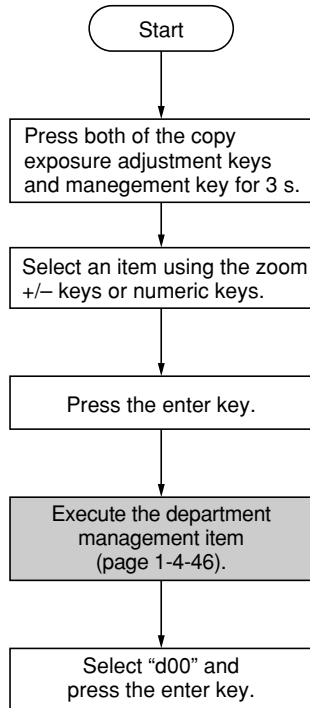 Start
Press both of the copy
exposure adjustment keys
and manegement key for 3 s.
Select an item using the zoom
+/– keys or numeric keys.
Press the enter key.
Execute the department
management item
(page 1-4-46).
Select “d00” and
press the enter key.